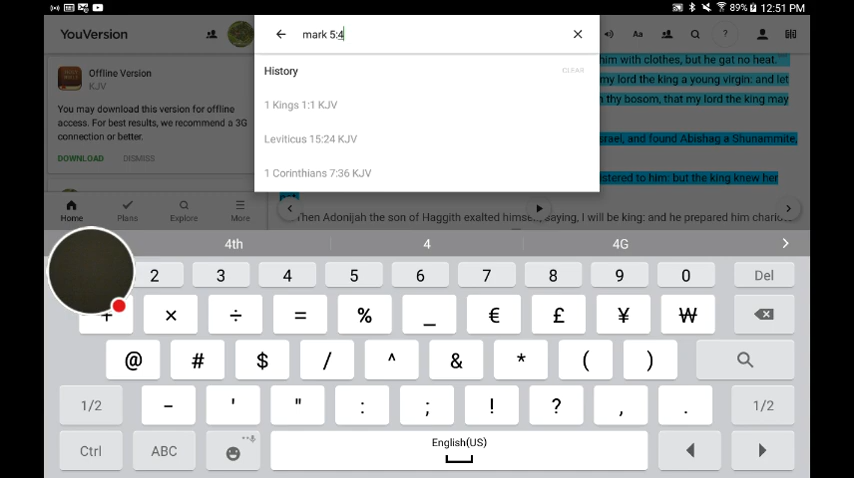 89% 12:51 PM
YouVersion
mark 5:4
Aa
?
History
CLEAR
1 Kings 1:1 KJV
Leviticus 15:24 KJV
1 Corinthians 7:36 KJV
Offline Version
KJV
You may download this version for offline
access. For best results, we recommend a 3G
connection or better.
DOWNLOAD DISMISS
Home Plans Explore More
him with clothes, but he gat no heat.
my lord the king a young virgin: and let
thy bosom, that my lord the king may
and found Abishag a Shunammite,
to him: but the king knew her
Then Adonijah the son of Haggith exalted himself, saying, I will be king: and he prepared him
4th 4 4G >
2 3 4 5 6 7 8 9 0 Del
+ × ÷ = % _ € £ ¥ ₩
@ # $ / ^ & * ( )
1/2 - ' " : ; ! ? , . 1/2
Ctrl ABC English(US)